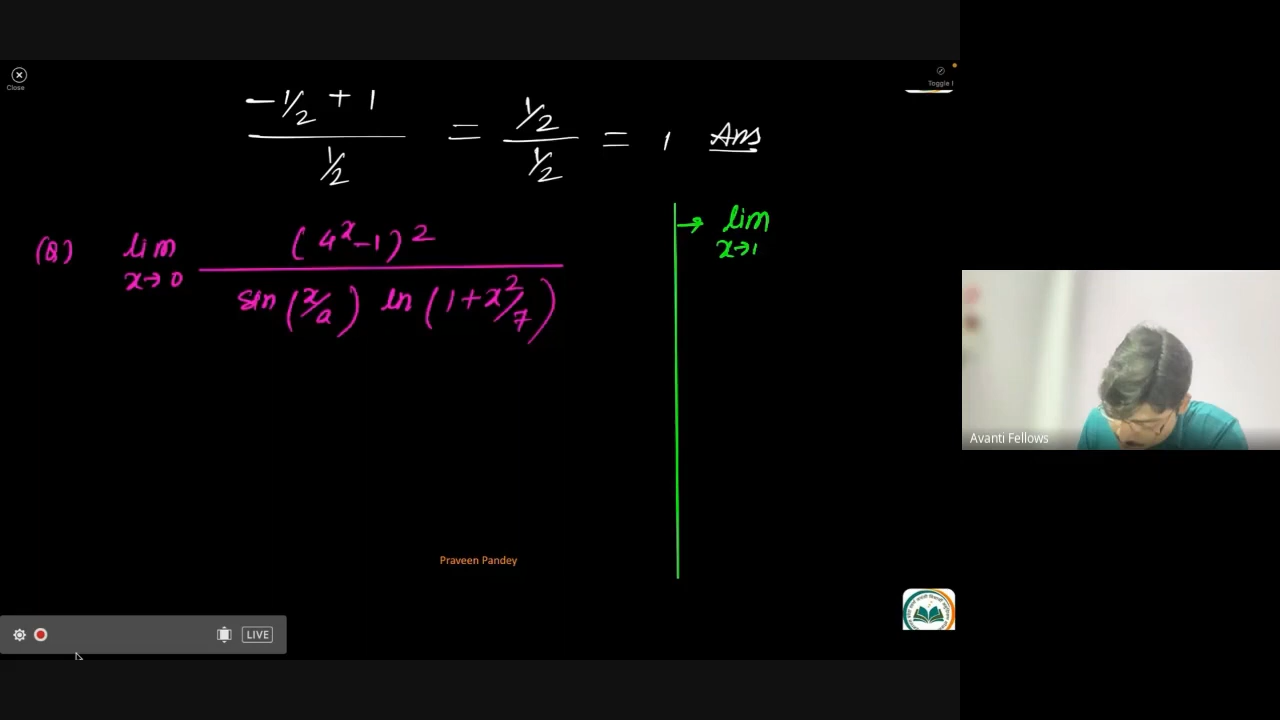 Close
Toggle l
-1/2 + 1 / 1/2 = 1/2 / 1/2 = 1 Ans
(Q) lim x→0 (4^x-1)^2 / sin(x/a) ln(1+x^2/7)
→ lim x→1
Avanti Fellows
Praveen Pandey
LIVE